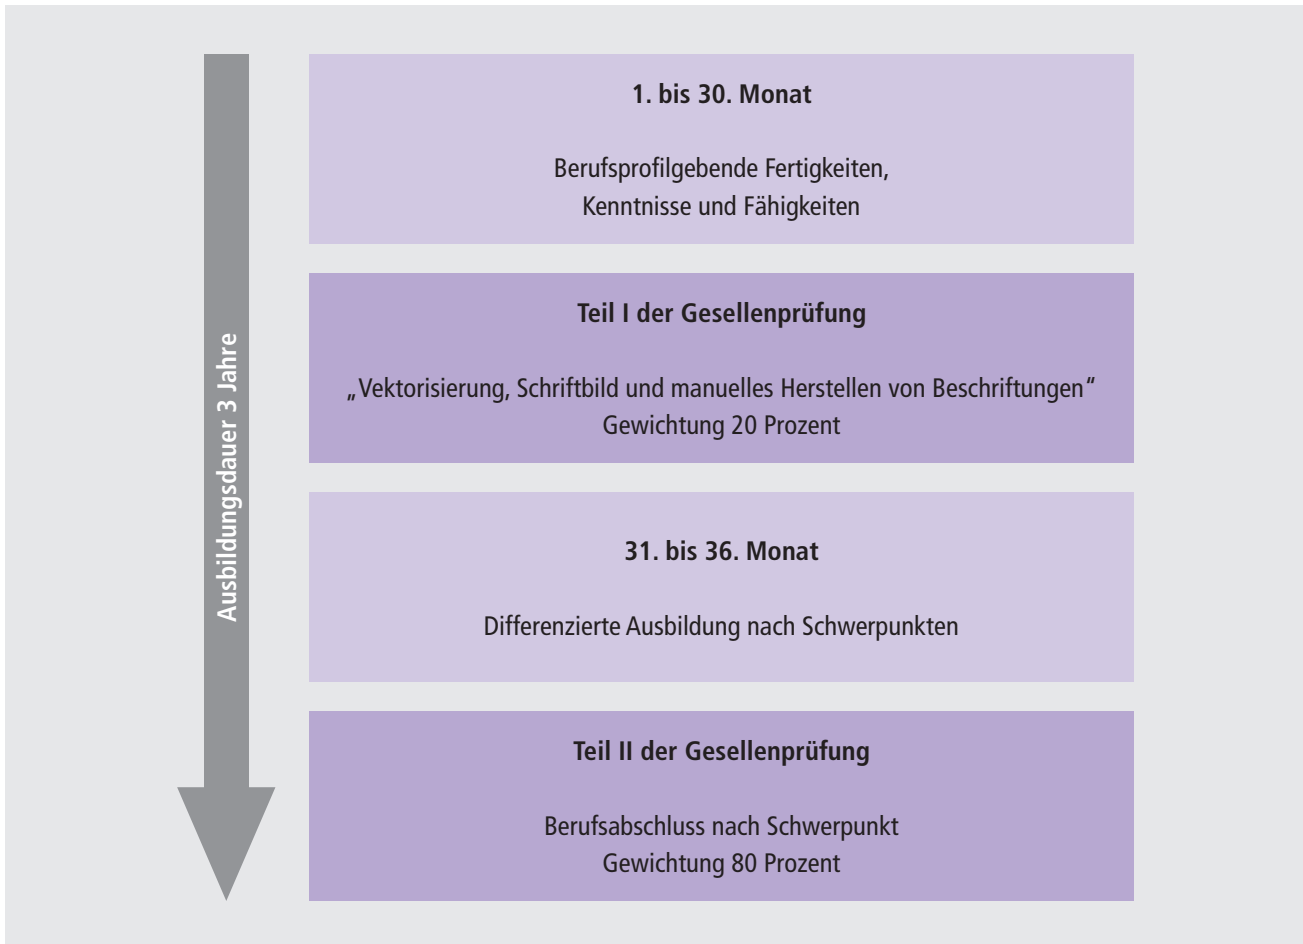 Ausbildungsdauer 3 Jahre
1. bis 30. Monat
Berufsprofilgebende Fertigkeiten,
Kenntnisse und Fähigkeiten
Teil I der Gesellenprüfung
„Vektorisierung, Schriftbild und manuelles Herstellen von Beschriftungen“
Gewichtung 20 Prozent
31. bis 36. Monat
Differenzierte Ausbildung nach Schwerpunkten
Teil II der Gesellenprüfung
Berufsabschluss nach Schwerpunkt
Gewichtung 80 Prozent